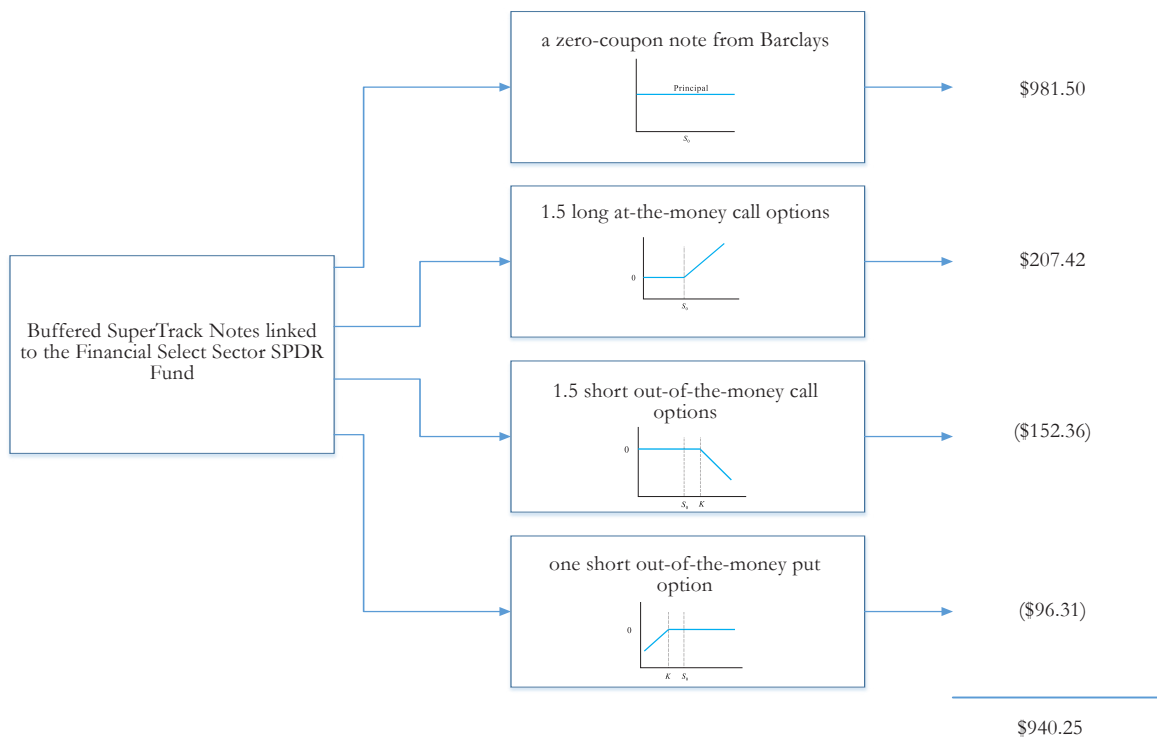 a zero-coupon note from Barclays
Principal
S₀
$981.50
1.5 long at-the-money call options
0
S₀
$207.42
Buffered SuperTrack Notes linked
to the Financial Select Sector SPDR
Fund
1.5 short out-of-the-money call
options
0
S₀ K
($152.36)
one short out-of-the-money put
option
0
K S₀
($96.31)
$940.25